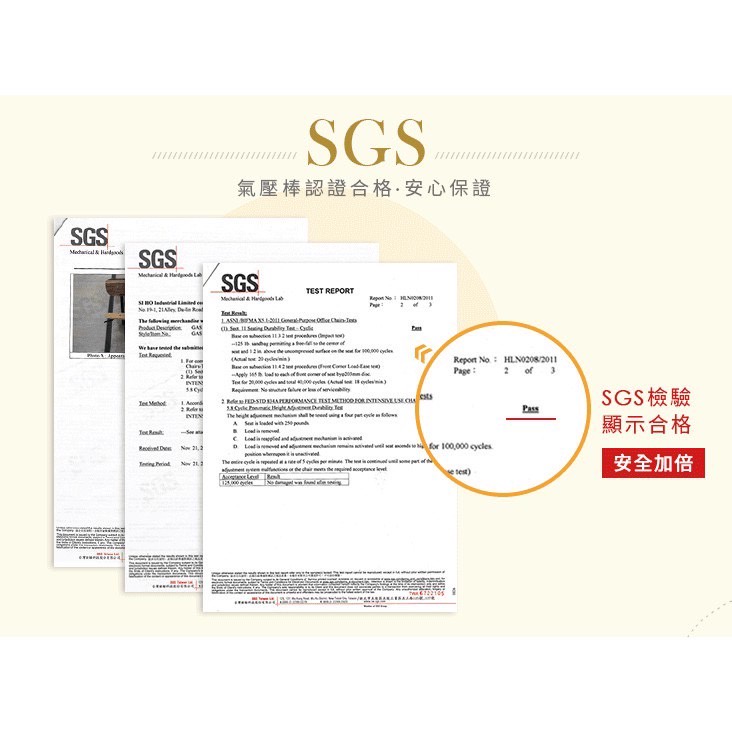 SGS
氣壓棒認證合格·安心保證
SGS
Mechanical & Hardgoods
Photo A. Appeara
SGS
Mechanical & Hardgoods Lab
SI HO Industrial Limited co
No.19-1, 21Alley, Da-fin Road
The following merchandise w
Product Description: GAS
Style/Item No.: GAS
We have tested the submitte
Test Requested:
1. For com
Chairs-T
(1). Sect
2. Refer to
INTENS
5.8 Cycl
Test Method:
1. Accordi
2. Refer to
INTENS
Test Result: —See atta
Received Date: Nov 21, 2
Testing Period: Nov 21, 2
SGS
Mechanical & Hardgoods Lab
TEST REPORT
Report No.: HLN0208/2011
Page: 2 of 3
Test Result:
1. ASNI/BIFMA X5.1-2011 General-Purpose Office Chairs-Tests
(1). Sect. 11 Seating Durability Test – Cyclic Pass
Base on subsection 11.3.2 test procedures (Impact test)
--125 lb. sandbag permitting a free-fall to the center of
seat and 1.2 in. above the uncompressed surface on the seat for 100,000 cycles.
(Actual test: 20 cycles/min.)
Base on subsection 11.4.2 test procedures (Front Corner Load-Ease test)
--Apply 165 lb. load to each of front corner of seat by
Test for 20,000 cycles and total 40,000 cycles. (Actual test: 18 cycles/min.)
Requirement: No structure failure or loss of serviceability.
2. Refer to FED-STD 834A PERFORMANCE TEST METHOD FOR INTENSIVE USE CHA
5.8 Cyclic Pneumatic Height Adjustment Durability Test
The height adjustment mechanism shall be tested using a four part cycle as follows.
A Seat is loaded with 250 pounds
B Load is removed.
C Load is reapplied and adjustment mechanism is activated
D Load is removed and adjustment mechanism remains activated until seat ascends to hig
position whereupon it is unactivated.
The entire cycle is repeated at a rate of 5 cycles per minute. The test is continued until some part of the
adjustment system malfunctions or the chair meets the required acceptance level.
Acceptance Level Result
125,000 cycles No damaged was found after testing.
Report No.: HLN0208/2011
Page: 2 of 3
ests
Pass
for 100,000 cycles.
se test)
SGS檢驗
顯示合格
安全加倍